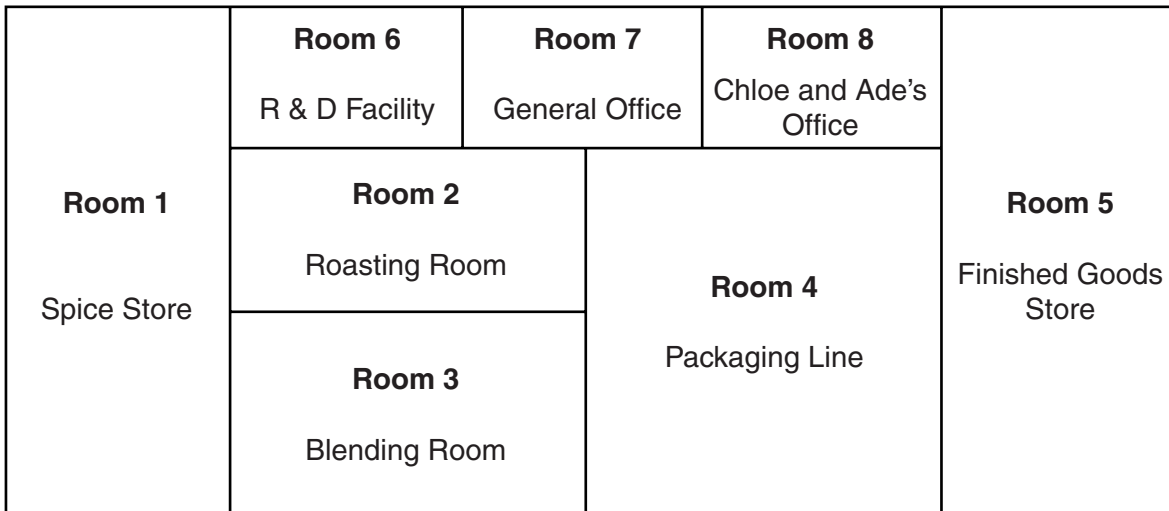 Room 6
R & D Facility
Room 7
General Office
Room 8
Chloe and Ade's
Office
Room 1
Spice Store
Room 2
Roasting Room
Room 3
Blending Room
Room 4
Packaging Line
Room 5
Finished Goods
Store